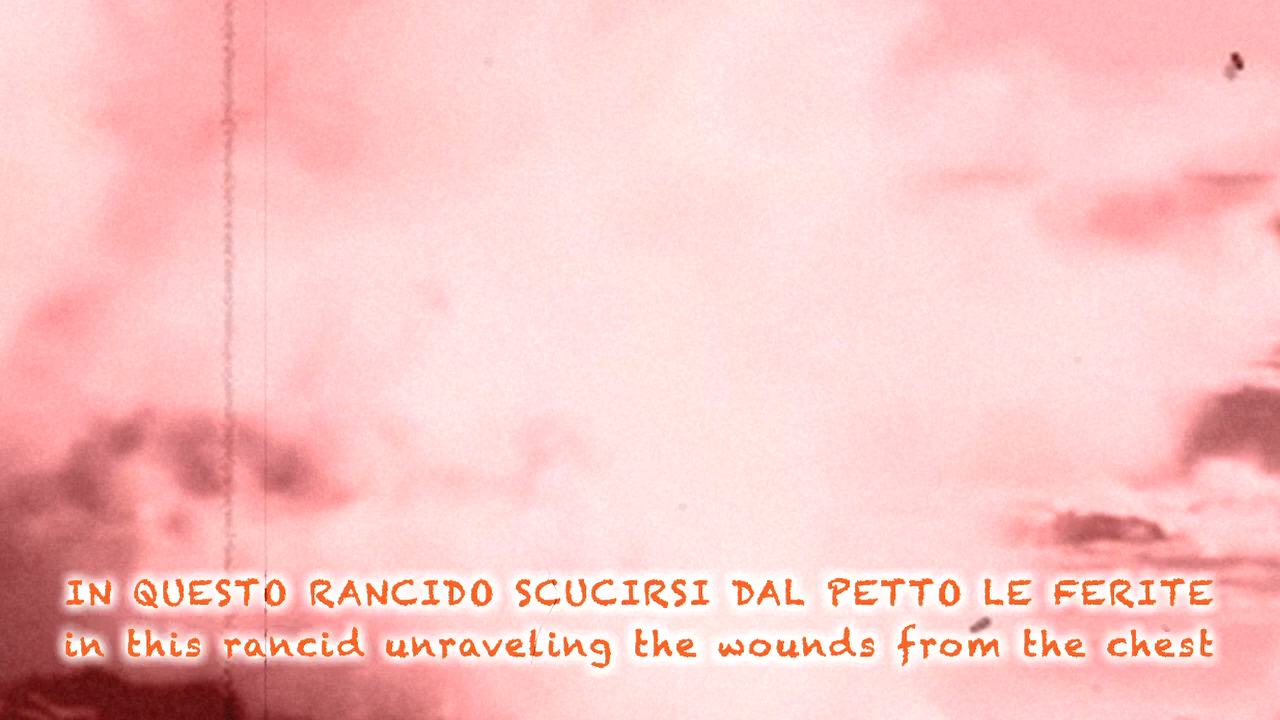 IN QUESTO RANCIDO SCUCIRSI DAL PETTO LE FERITE
in this rancid unraveling the wounds from the chest